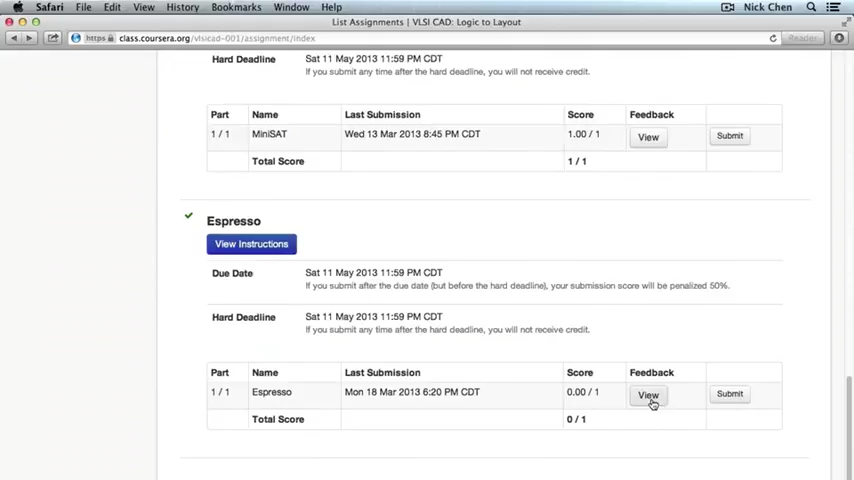 Safari File Edit View History Bookmarks Window Help Nick Chen
List Assignments | VLSI CAD: Logic to Layout
https class.coursera.org/vlsicad-001/assignment/index Reader
Hard Deadline Sat 11 May 2013 11:59 PM CDT
If you submit any time after the hard deadline, you will not receive credit.
Part Name Last Submission Score Feedback
1 / 1 MiniSAT Wed 13 Mar 2013 8:45 PM CDT 1.00 / 1 View Submit
Total Score 1 / 1
Espresso
View Instructions
Due Date Sat 11 May 2013 11:59 PM CDT
If you submit after the due date (but before the hard deadline), your submission score will be penalized 50%.
Hard Deadline Sat 11 May 2013 11:59 PM CDT
If you submit any time after the hard deadline, you will not receive credit.
Part Name Last Submission Score Feedback
1 / 1 Espresso Mon 18 Mar 2013 6:20 PM CDT 0.00 / 1 View Submit
Total Score 0 / 1